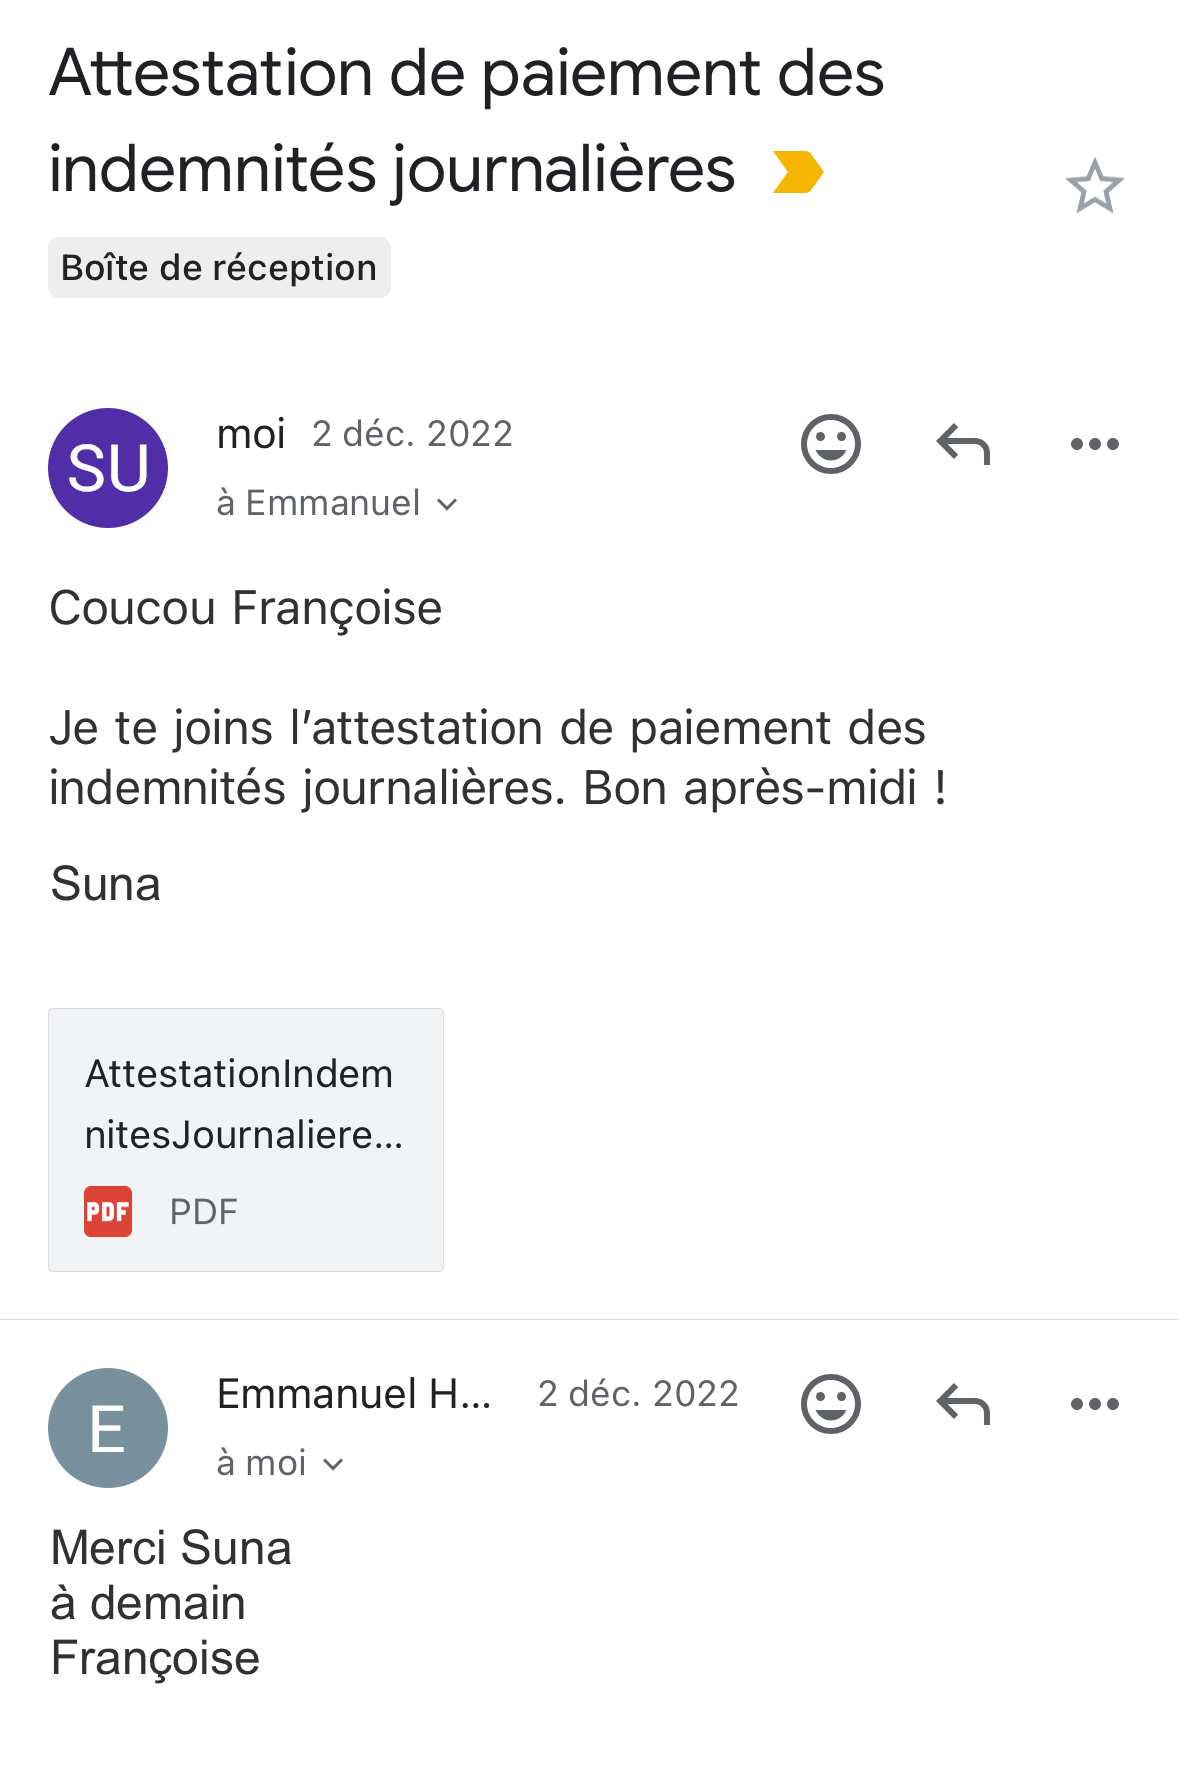 Attestation de paiement des
indemnités journalières
Boîte de réception
SU
moi 2 déc. 2022
à Emmanuel
Coucou Françoise
Je te joins l’attestation de paiement des
indemnités journalières. Bon après-midi !
Suna
AttestationIndem
nitesJournaliere...
PDF PDF
E
Emmanuel H... 2 déc. 2022
à moi
Merci Suna
à demain
Françoise